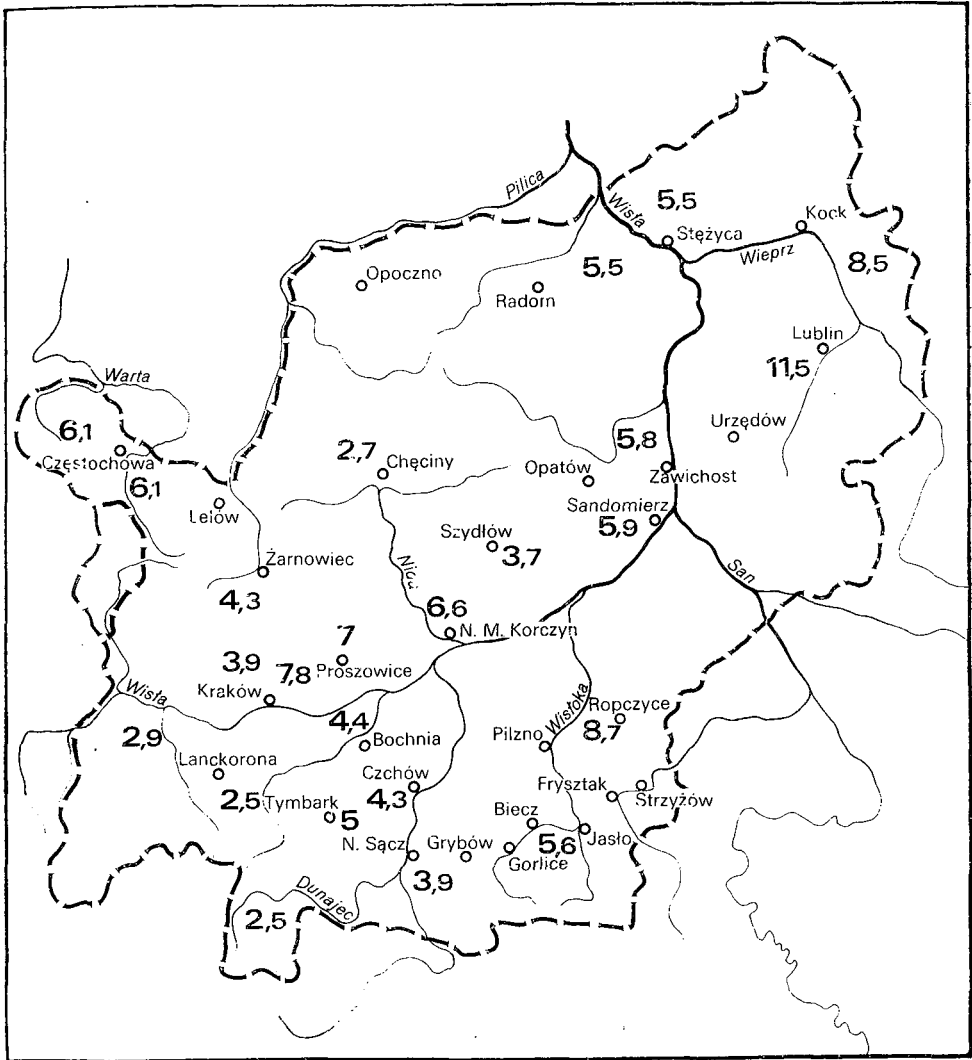 Pilica
Wisła
5,5
Stężyca
Kock
Wieprz
8,5
Opoczno
5,5
Radom
Lublin
11,5
Warta
6,1
Częstochowa
6,1
Urzędów
5,8
2,7
Chęciny
Opatów
Zawichost
Lelów
Sandomierz
5,9
Szydłów
3,7
Żarnowiec
4,3
Nida
San
6,6
N. M. Korczyn
7
3,9
7,8
Proszowice
Wisła
Kraków
Wisłoka
Ropczyce
8,7
4,4
2,9
Bochnia
Pilzno
Lanckorona
2,5
Czchów
4,3
Frysztak
Strzyżów
Tymbark
5
Biecz
Jasło
5,6
N. Sącz
Grybów
Gorlice
3,9
Dunajec
2,5